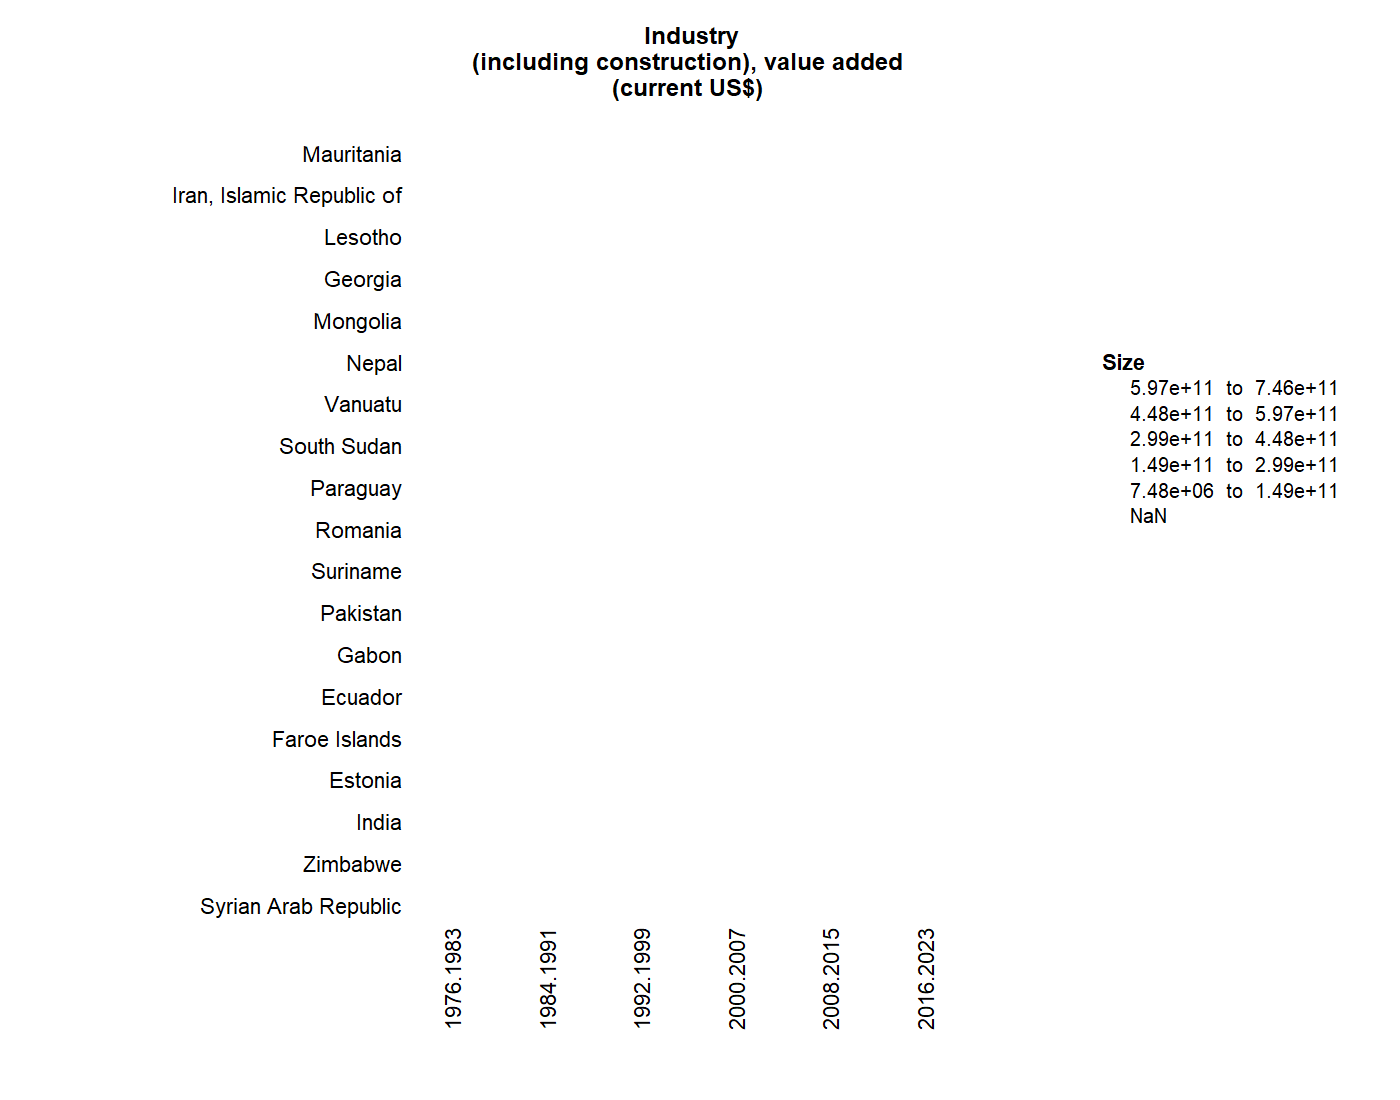 Industry
(including construction), value added
(current US$)
Mauritania
Iran, Islamic Republic of
Lesotho
Georgia
Mongolia
Nepal
Vanuatu
South Sudan
Paraguay
Romania
Suriname
Pakistan
Gabon
Ecuador
Faroe Islands
Estonia
India
Zimbabwe
Syrian Arab Republic
1976.1983
1984.1991
1992.1999
2000.2007
2008.2015
2016.2023
Size
5.97e+11 to 7.46e+11
4.48e+11 to 5.97e+11
2.99e+11 to 4.48e+11
1.49e+11 to 2.99e+11
7.48e+06 to 1.49e+11
NaN